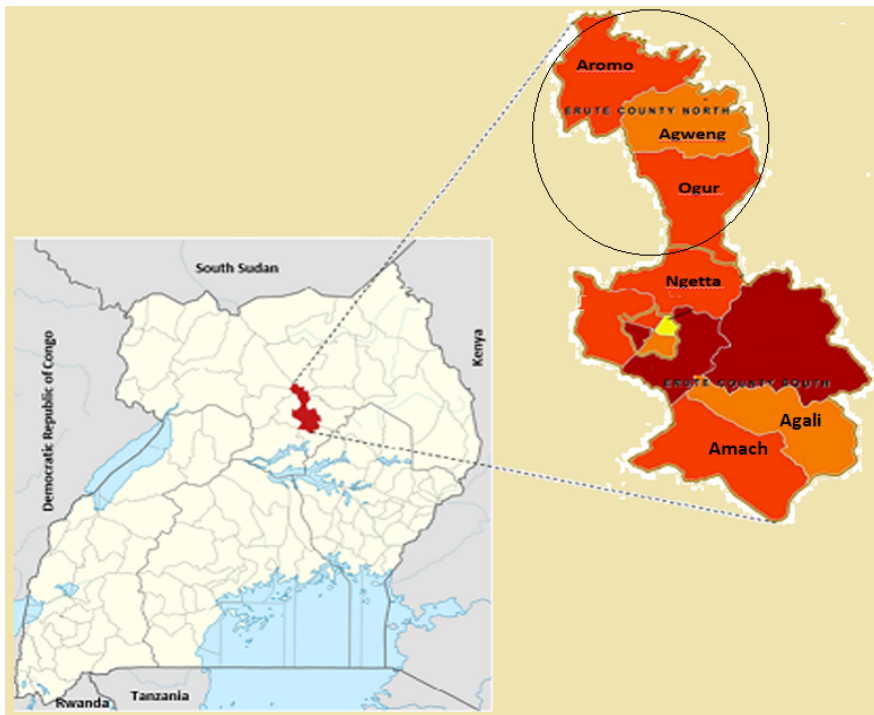 Aromo
ERUTE COUNTY NORTH
Agweng
Ogur
Ngetta
ERUTE COUNTY SOUTH
Agali
Amach
South Sudan
Kenya
Democratic Republic of Congo
Rwanda
Tanzania